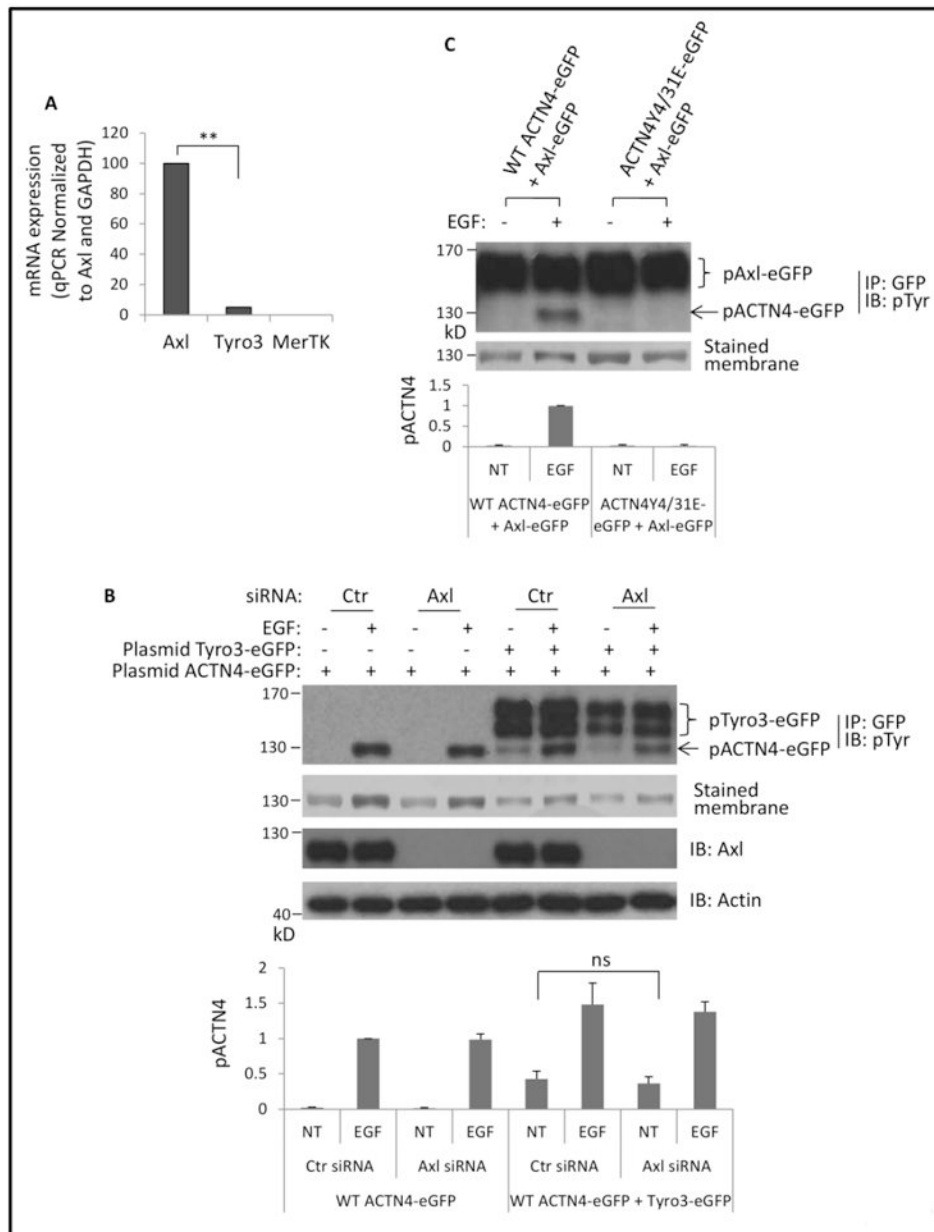 A
mRNA expression
(qPCR Normalized
to Axl and GAPDH)
120
100
80
60
40
20
0
**
Axl Tyro3 MerTK
C
WT ACTN4-eGFP
+ Axl-eGFP
ACTN4Y4/31E-eGFP
+ Axl-eGFP
EGF: - + - +
170
pAxl-eGFP
130
pACTN4-eGFP
IP: GFP
IB: pTyr
kD
130
Stained
membrane
pACTN4
1.5
1
0.5
0
NT EGF NT EGF
WT ACTN4-eGFP
+ Axl-eGFP
ACTN4Y4/31E-
eGFP + Axl-eGFP
B
siRNA: Ctr Axl Ctr Axl
EGF: - + - + - + - +
Plasmid Tyro3-eGFP: + + + +
Plasmid ACTN4-eGFP: + + + + + + + +
170
pTyro3-eGFP
130
pACTN4-eGFP
IP: GFP
IB: pTyr
130
Stained
membrane
130
IB: Axl
IB: Actin
40
kD
pACTN4
2
1.5
1
0.5
0
ns
NT EGF NT EGF NT EGF NT EGF
Ctr siRNA Axl siRNA Ctr siRNA Axl siRNA
WT ACTN4-eGFP WT ACTN4-eGFP + Tyro3-eGFP